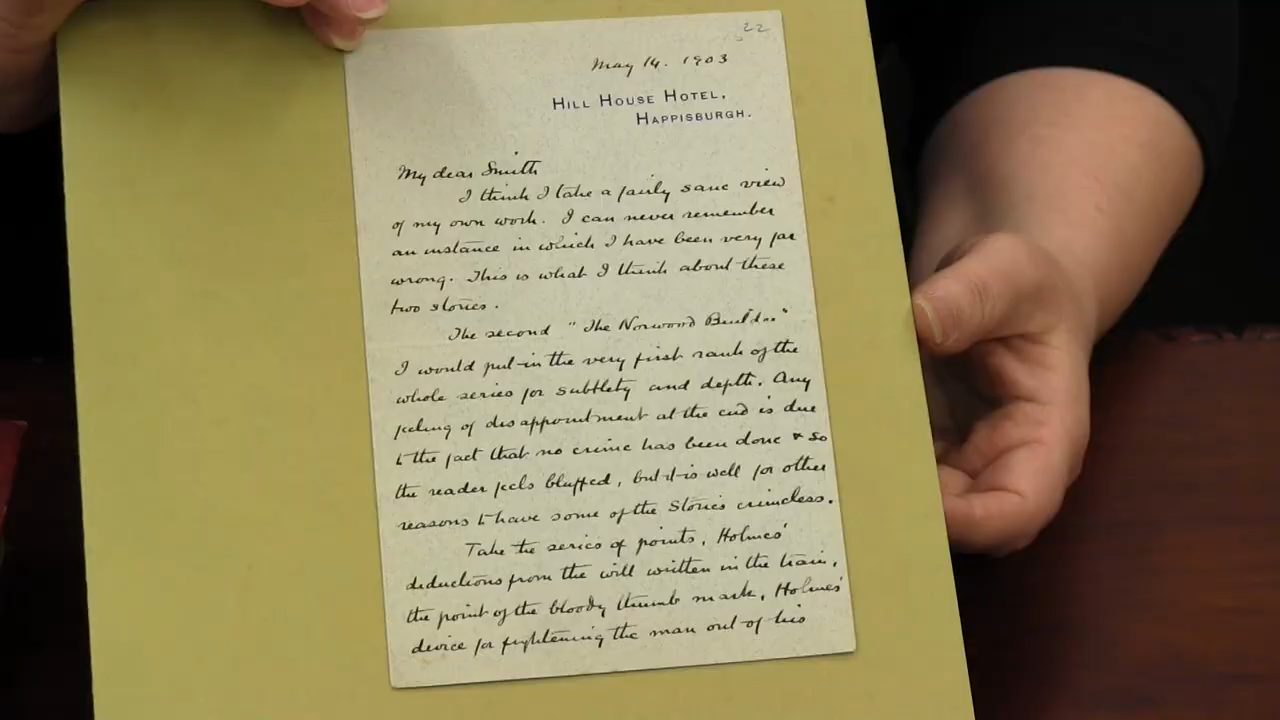 22
May 14. 1903
HILL HOUSE HOTEL,
HAPPISBURGH.
My dear Smith
I think I take a fairly sane view
of my own work. I can never remember
an instance in which I have been very far
wrong. This is what I think about these
two stories.
The second "The Norwood Builder"
I would put in the very first rank of the
whole series for subtlety and depth. Any
feeling of disappointment at the end is due
to the fact that no crime has been done & so
the reader feels bluffed, but it is well for other
reasons to have some of the Stories crimeless.
Take the series of points, Holmes'
deductions from the will written in the train,
the point of the bloody thumb mark, Holmes'
device for frightening the man out of his